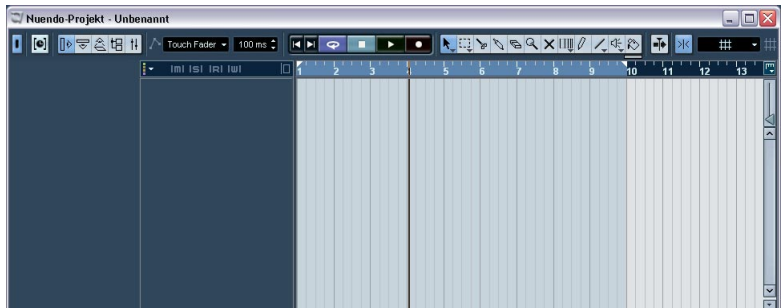 Nuendo-Projekt - Unbenannt
Touch Fader 100 ms
m s R w
1 2 3 4 5 6 7 8 9 10 11 12 13